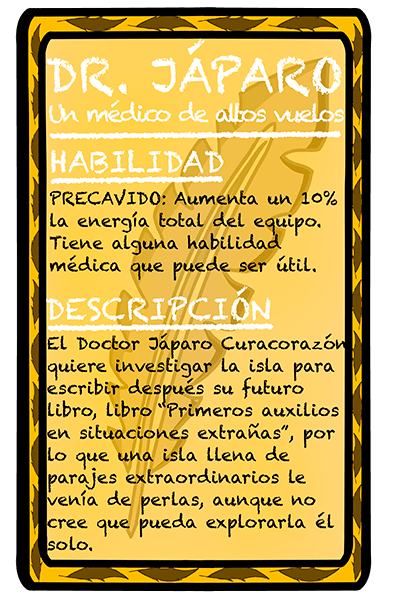 DR. JÁPARO
Un médico de altos vuelos
HABILIDAD
PRECAVIDO: Aumenta un 10%
la energía total del equipo.
Tiene alguna habilidad
médica que puede ser útil.
DESCRIPCIÓN
El Doctor Jáparo Curacorazón
quiere investigar la isla para
escribir después su futuro
libro, libro “Primeros auxilios
en situaciones extrañas”, por
lo que una isla llena de
parajes extraordinarios le
venía de perlas, aunque no
cree que pueda explorarla él
solo.